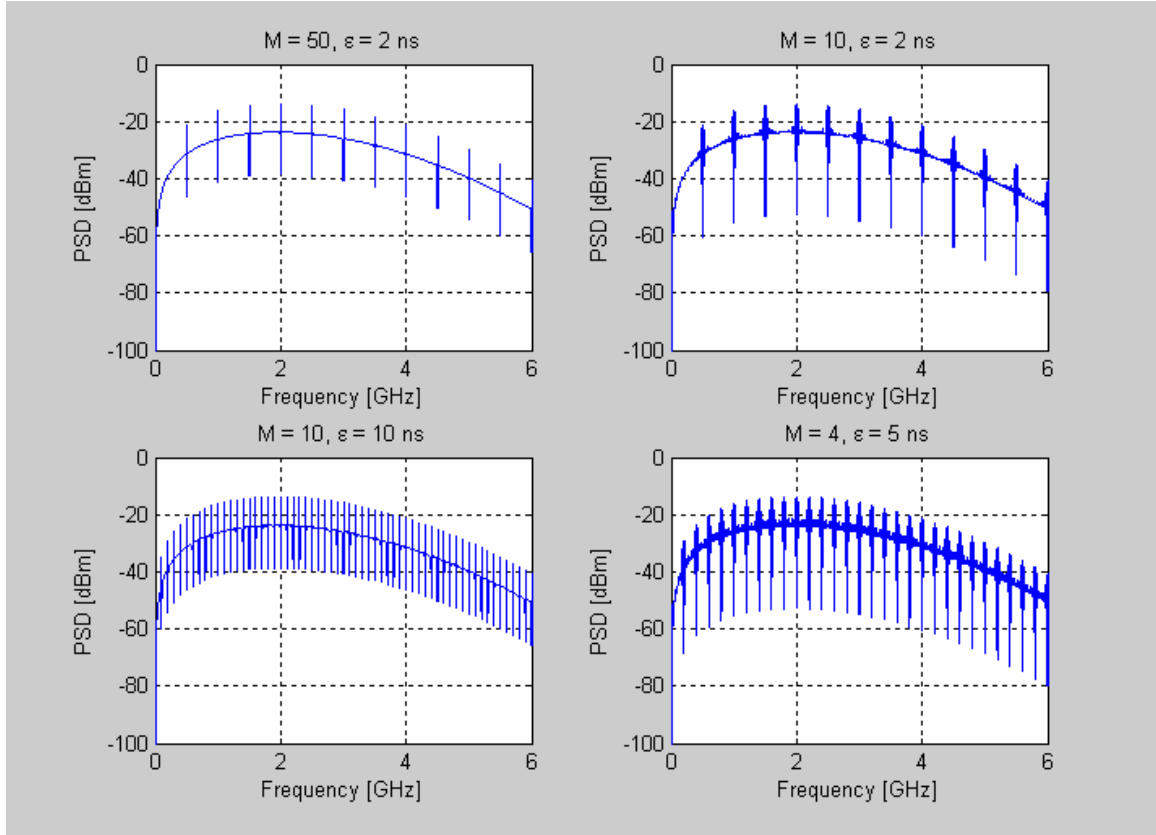 M = 50, ε = 2 ns
0
-20
-40
-60
-80
-100
PSD [dBm]
0 2 4 6
Frequency [GHz]
M = 10, ε = 2 ns
0
-20
-40
-60
-80
-100
PSD [dBm]
0 2 4 6
Frequency [GHz]
M = 10, ε = 10 ns
0
-20
-40
-60
-80
-100
PSD [dBm]
0 2 4 6
Frequency [GHz]
M = 4, ε = 5 ns
0
-20
-40
-60
-80
-100
PSD [dBm]
0 2 4 6
Frequency [GHz]